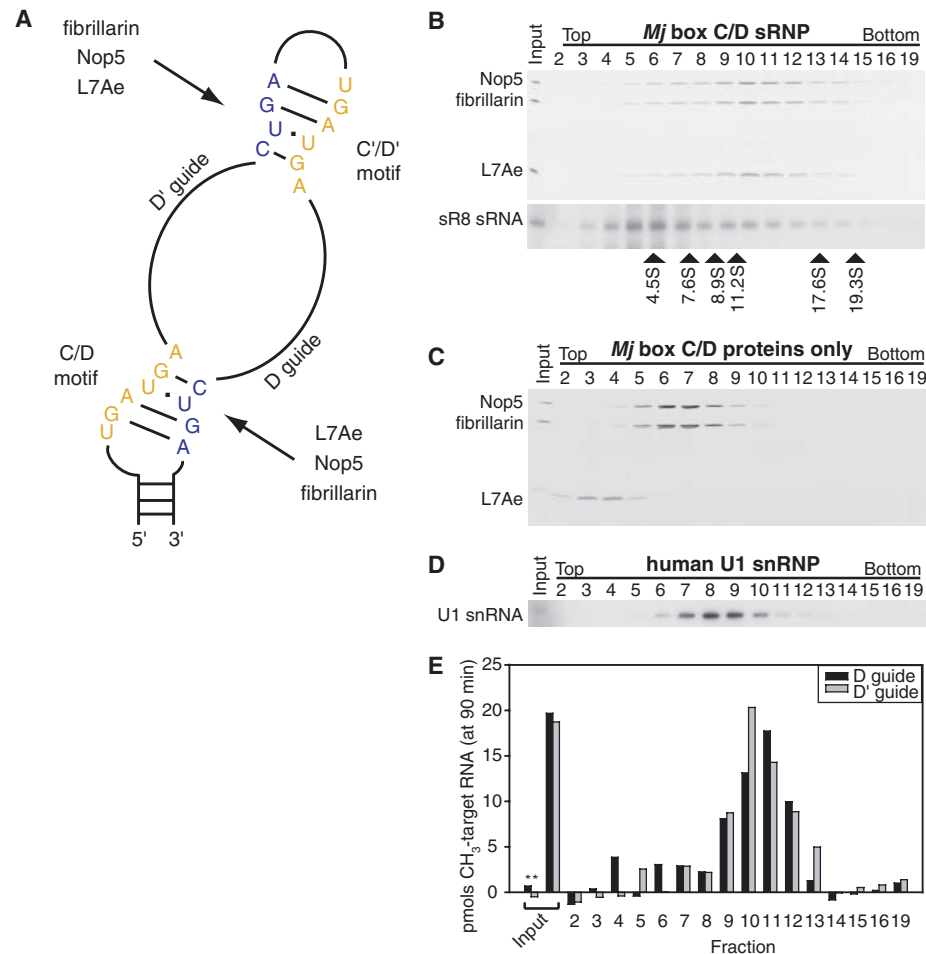 A
fibrillarin
Nop5
L7Ae
A
G
U
C
U
G
A
U
G
A
C'/D'
motif
D' guide
D guide
C/D
motif
A
G
U
A
G
U
C
U
G
A
L7Ae
Nop5
fibrillarin
5' 3'
B
Input
Top Mj box C/D sRNP Bottom
2 3 4 5 6 7 8 9 10 11 12 13 14 15 16 19
Nop5
fibrillarin
L7Ae
sR8 sRNA
4.5S 7.6S 8.9S 11.2S 17.6S 19.3S
C
Input
Top Mj box C/D proteins only Bottom
2 3 4 5 6 7 8 9 10 11 12 13 14 15 16 19
Nop5
fibrillarin
L7Ae
D
Input
Top human U1 snRNP Bottom
2 3 4 5 6 7 8 9 10 11 12 13 14 15 16 19
U1 snRNA
E
pmols CH3-target RNA (at 90 min)
25
20
15
10
5
0
D guide
D' guide
**
Input
2 3 4 5 6 7 8 9 10 11 12 13 14 15 16 19
Fraction